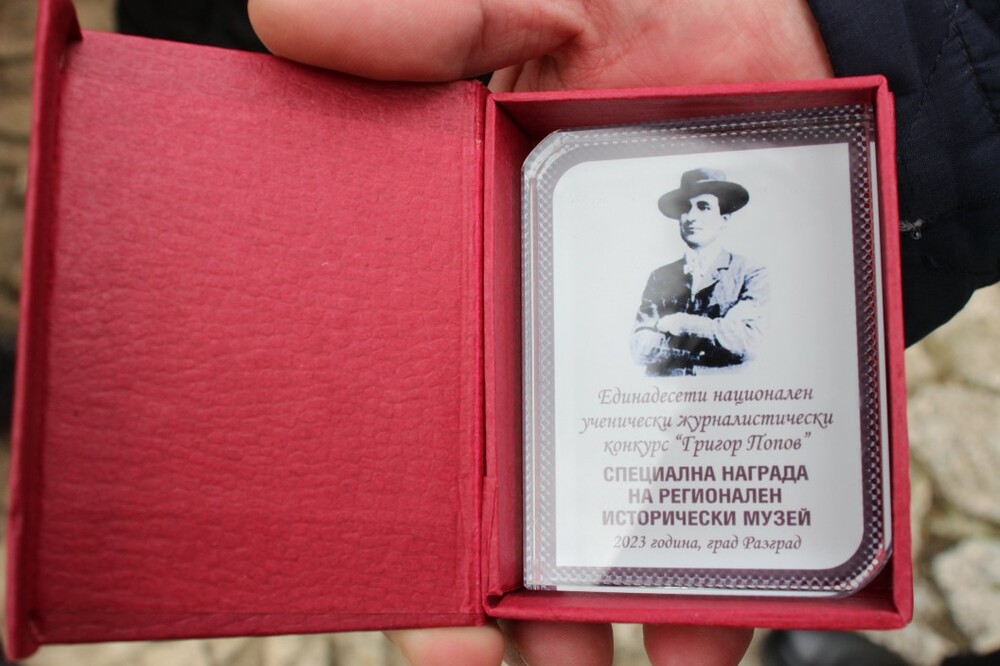 Единадесети национален
ученически журналистически
конкурс “Григор Попов”
СПЕЦИАЛНА НАГРАДА
НА РЕГИОНАЛЕН
ИСТОРИЧЕСКИ МУЗЕЙ
2023 година, град Разград